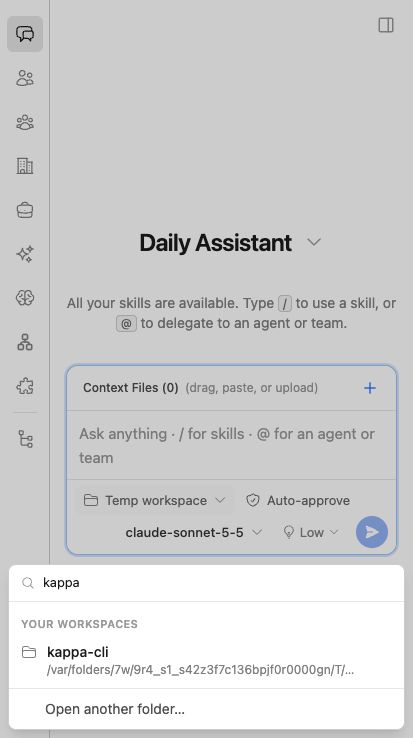 Daily Assistant
All your skills are available. Type / to use a skill, or
@ to delegate to an agent or team.
Context Files (0) (drag, paste, or upload)
Ask anything · / for skills · @ for an agent or
team
Temp workspace
Auto-approve
claude-sonnet-5-5
Low
kappa
YOUR WORKSPACES
kappa-cli
/var/folders/7w/9r4_s1_s42z3f7c136bpjf0r0000gn/T/...
Open another folder...